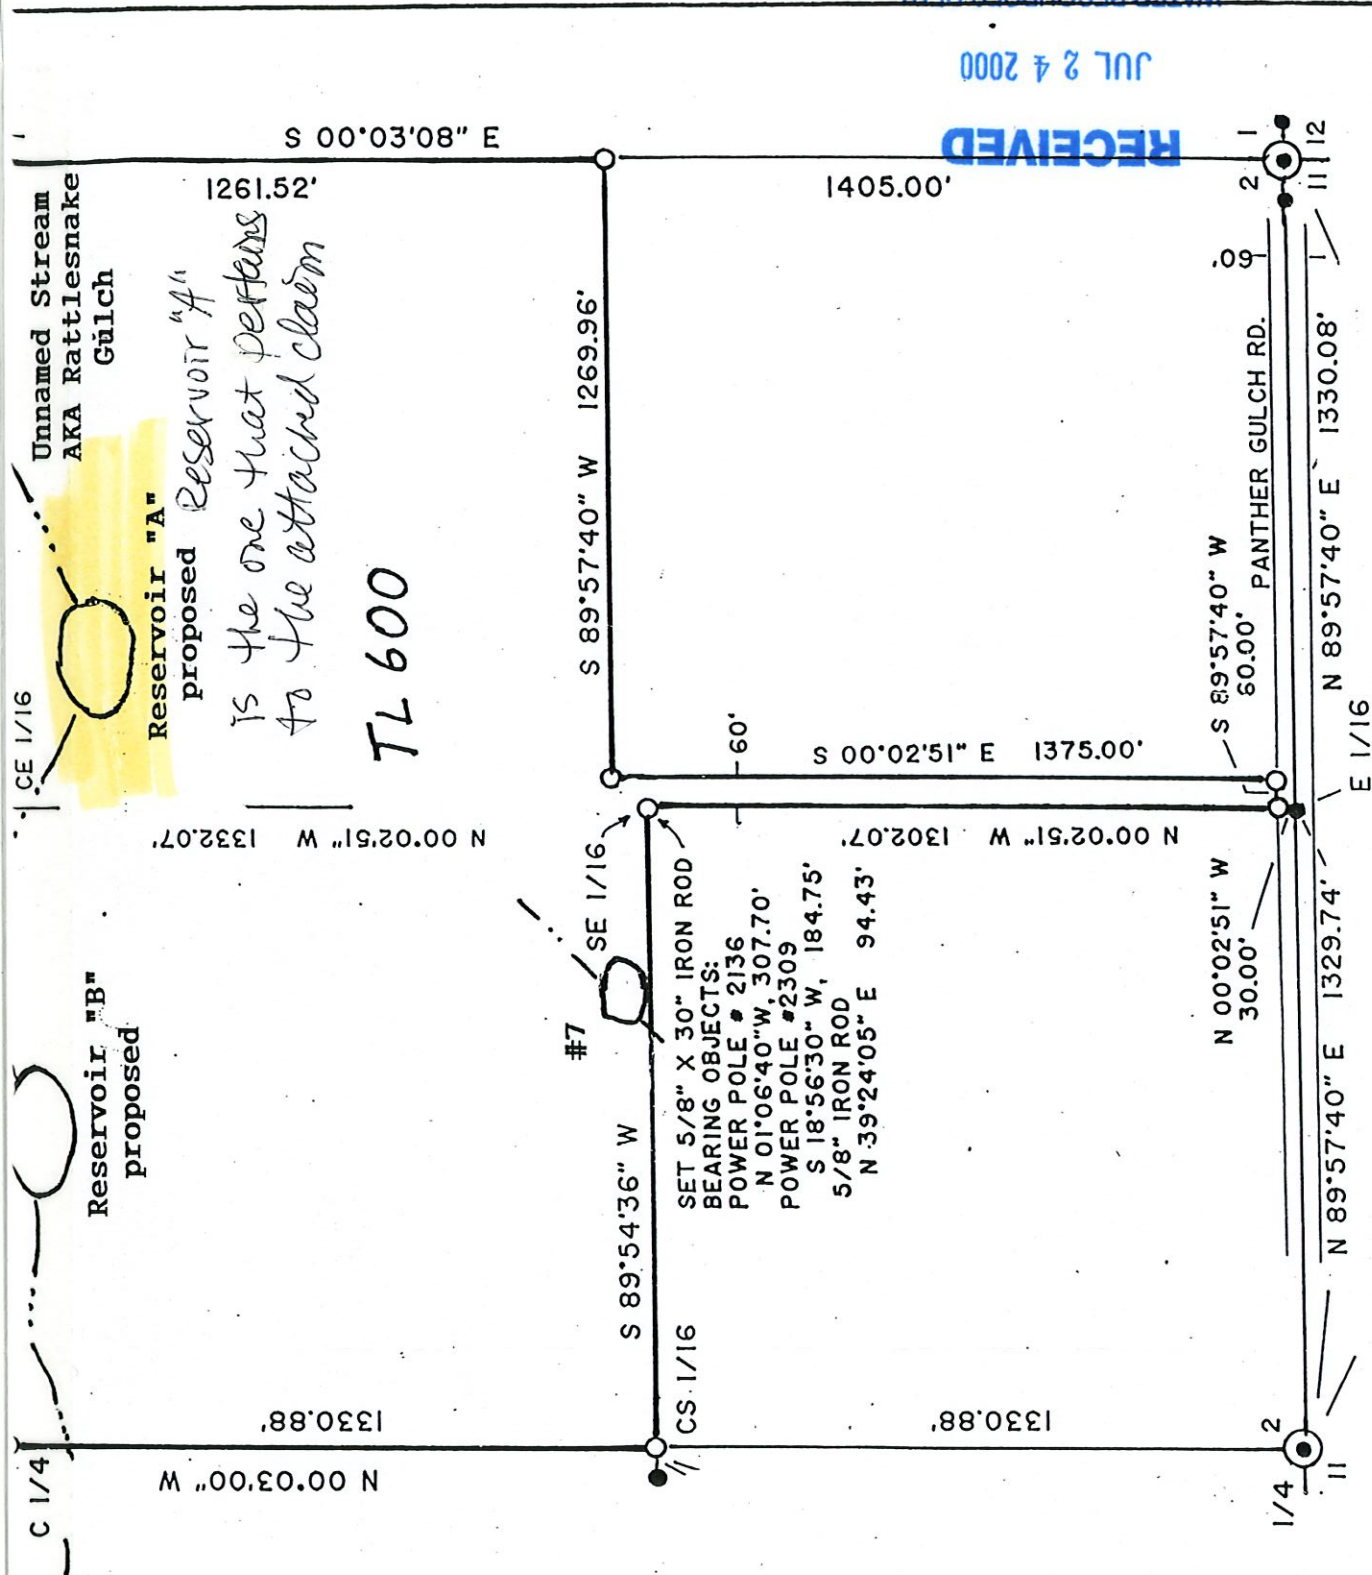 JUL 24 2000
RECEIVED
Unnamed Stream
AKA Rattlesnake
Gulch
CE 1/16
Reservoir "A"
proposed
Reservoir "A"
is the one that pertains
to the attached claim
TL 600
S 00°03'08" E
1261.52'
1405.00'
1
2
12
11
S 89°57'40" W 1269.96'
60'
PANTHER GULCH RD.
S 89°57'40" W
60.00'
N 89°57'40" E 1330.08'
E 1/16
S 00°02'51" E 1375.00'
60'
N 00°02'51" W 1332.07'
N 00°02'51" W 1302.07'
SE 1/16
#7
SET 5/8" X 30" IRON ROD
BEARING OBJECTS:
POWER POLE # 2136
N 01°06'40"W, 307.70'
POWER POLE #2309
S 18°56'30" W, 184.75'
5/8" IRON ROD
N 39°24'05" E 94.43'
N 00°02'51" W
30.00'
N 89°57'40" E 1329.74'
Reservoir "B"
proposed
S 89°54'36" W
CS 1/16
C 1/4
N 00°03'00" W
1330.88'
1330.88'
1/4
2
11